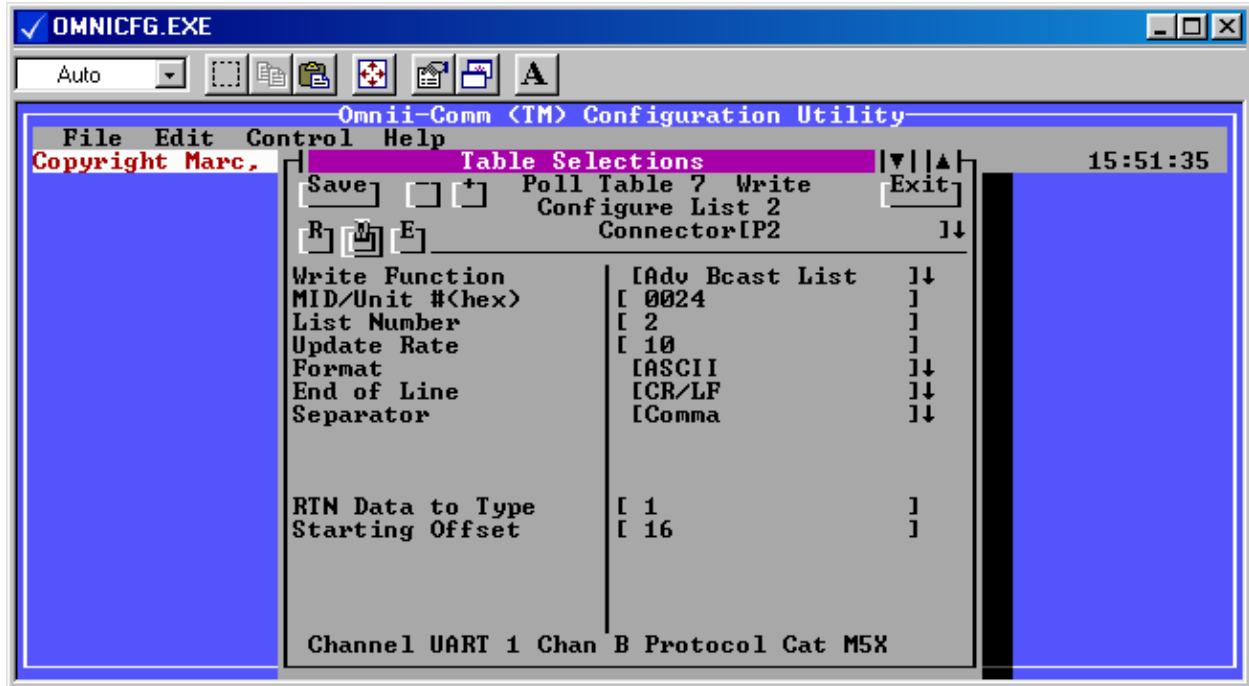 OMNICFG.EXE
Auto
A
Omnii-Comm (TM) Configuration Utility
File Edit Control Help
Copyright Marc, Table Selections 15:51:35
Save - + Poll Table 7 Write Exit
Configure List 2
R W E Connector[P2 ]↓
Write Function [Adv Bcast List ]↓
MID/Unit #(hex) [ 0024 ]
List Number [ 2 ]
Update Rate [ 10 ]
Format [ASCII ]↓
End of Line [CR/LF ]↓
Separator [Comma ]↓
RTN Data to Type [ 1 ]
Starting Offset [ 16 ]
Channel UART 1 Chan B Protocol Cat M5X